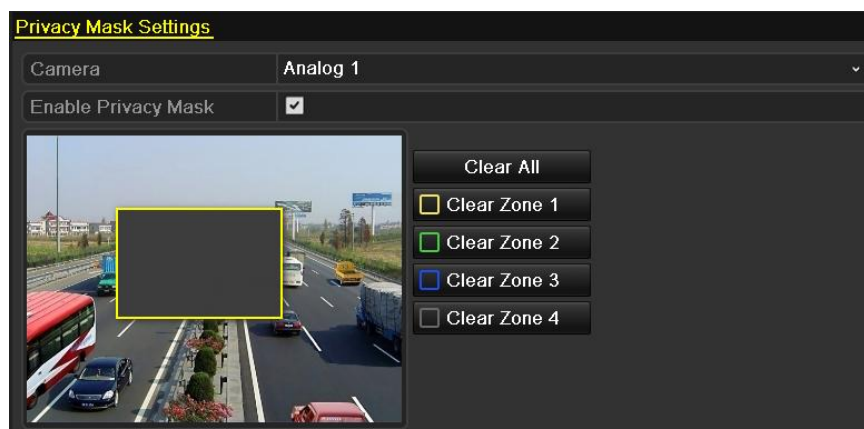 Privacy Mask Settings
Camera Analog 1
Enable Privacy Mask
Clear All
Clear Zone 1
Clear Zone 2
Clear Zone 3
Clear Zone 4